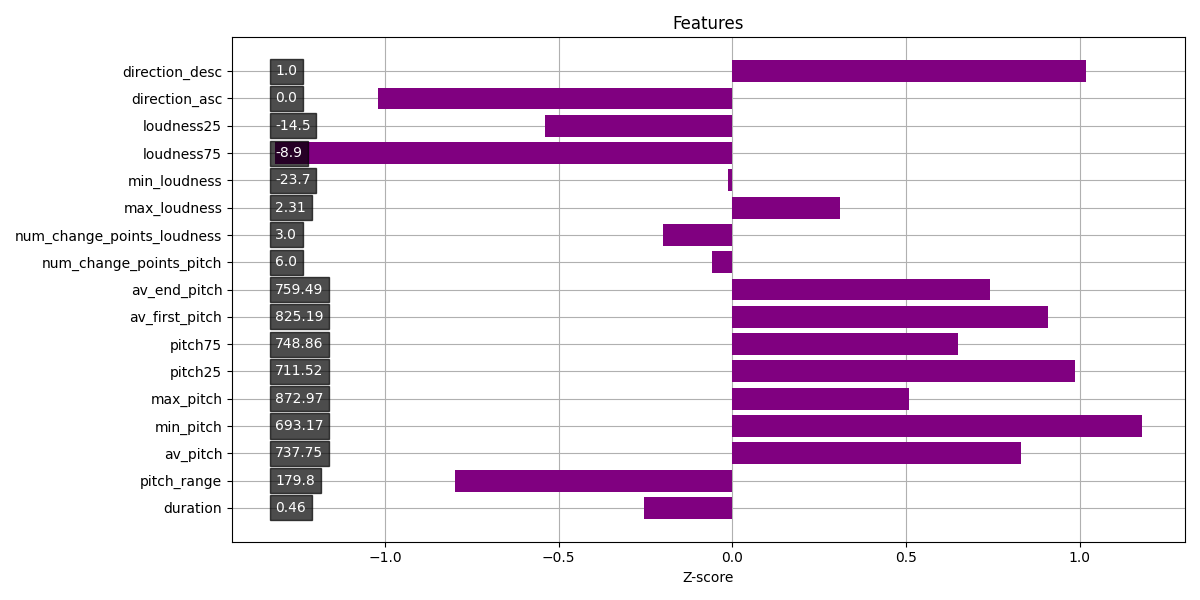 Features
direction_desc 1.0
direction_asc 0.0
loudness25 -14.5
loudness75 -8.9
min_loudness -23.7
max_loudness 2.31
num_change_points_loudness 3.0
num_change_points_pitch 6.0
av_end_pitch 759.49
av_first_pitch 825.19
pitch75 748.86
pitch25 711.52
max_pitch 872.97
min_pitch 693.17
av_pitch 737.75
pitch_range 179.8
duration 0.46
−1.0 −0.5 0.0 0.5 1.0
Z-score